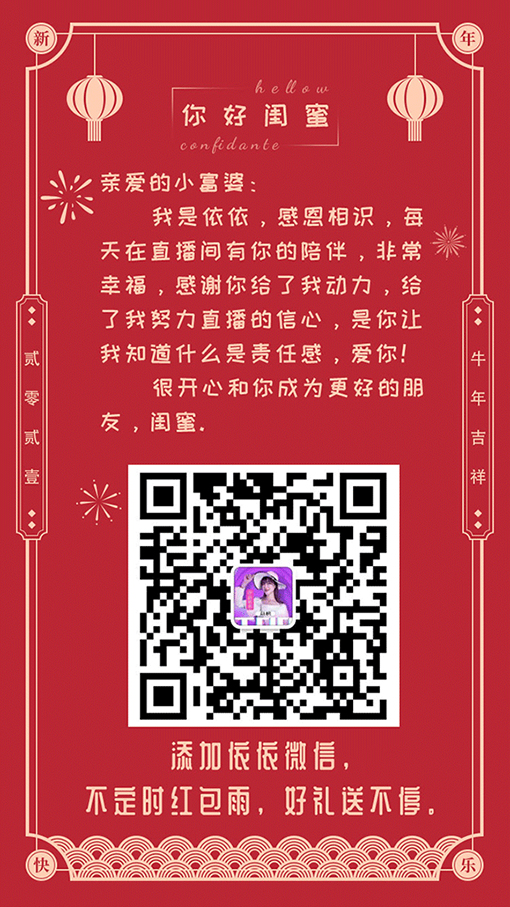 新 年
hellow
你好闺蜜
confidante
亲爱的小富婆：
我是依依，感恩相识，每
天在直播间有你的陪伴，非常
幸福，感谢你给了我动力，给
了我努力直播的信心，是你让
我知道什么是责任感，爱你!
很开心和你成为更好的朋
友，闺蜜.
贰零贰壹
牛年吉祥
添加依依微信，
不定时红包雨，好礼送不停。
快 乐